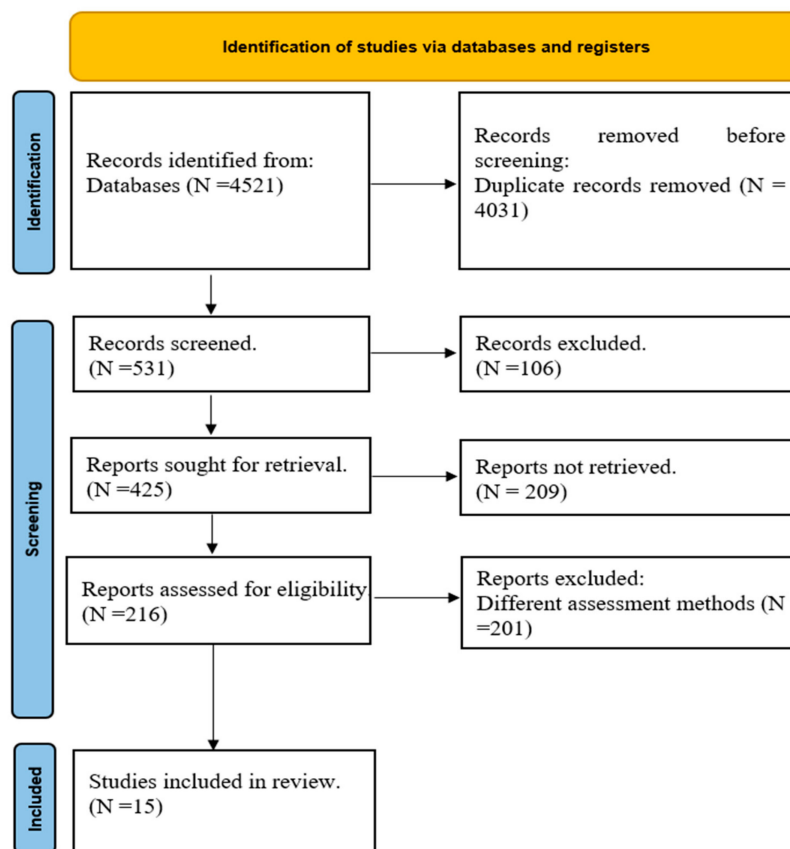 Identification of studies via databases and registers
Identification
Records identified from:
Databases (N =4521)
Records removed before
screening:
Duplicate records removed (N =
4031)
Screening
Records screened.
(N =531)
Records excluded.
(N =106)
Reports sought for retrieval.
(N =425)
Reports not retrieved.
(N = 209)
Reports assessed for eligibility
(N =216)
Reports excluded:
Different assessment methods (N
=201)
Included
Studies included in review.
(N =15)